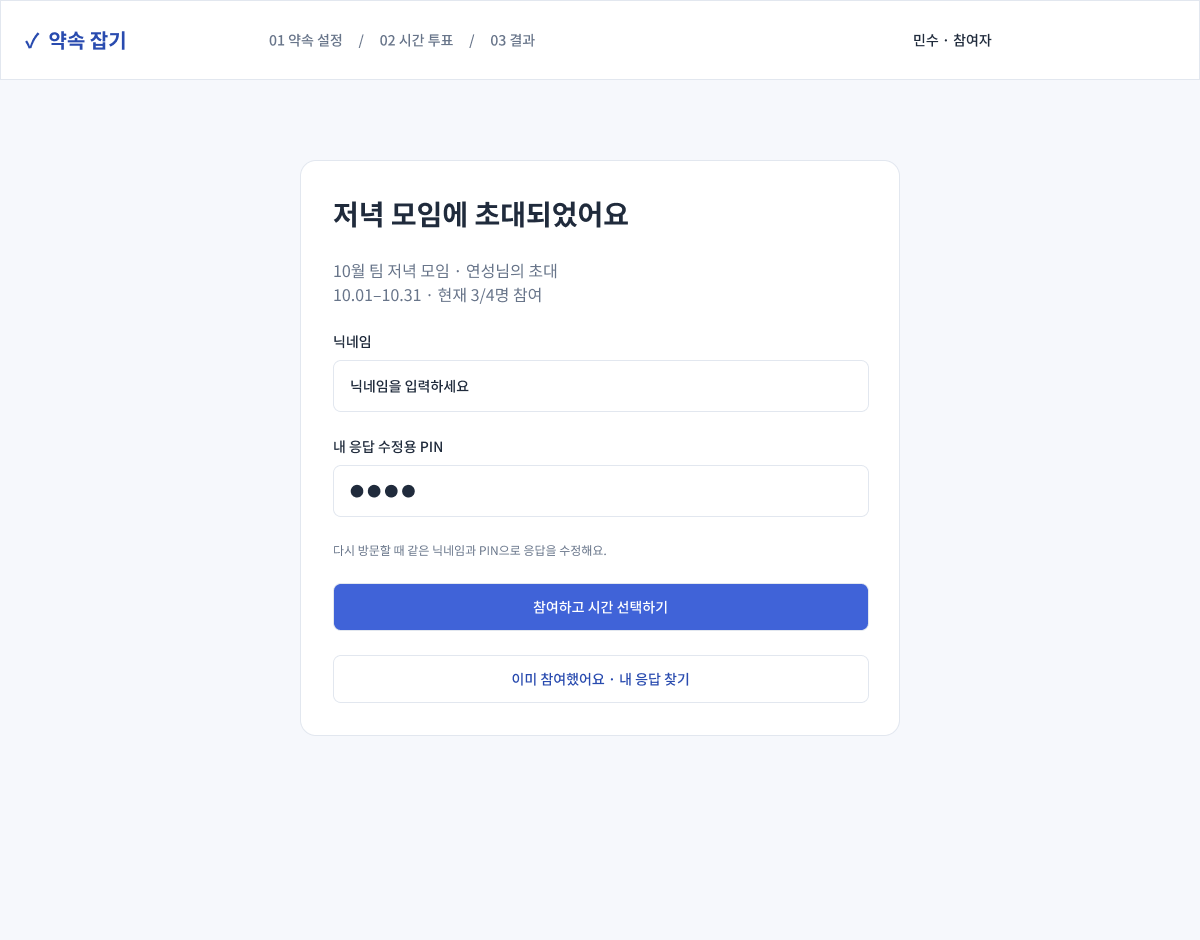 ✓ 약속 잡기
01 약속 설정 / 02 시간 투표 / 03 결과
민수 · 참여자
저녁 모임에 초대되었어요
10월 팀 저녁 모임 · 연성님의 초대
10.01–10.31 · 현재 3/4명 참여
닉네임
닉네임을 입력하세요
내 응답 수정용 PIN
●●●●
다시 방문할 때 같은 닉네임과 PIN으로 응답을 수정해요.
참여하고 시간 선택하기
이미 참여했어요 · 내 응답 찾기